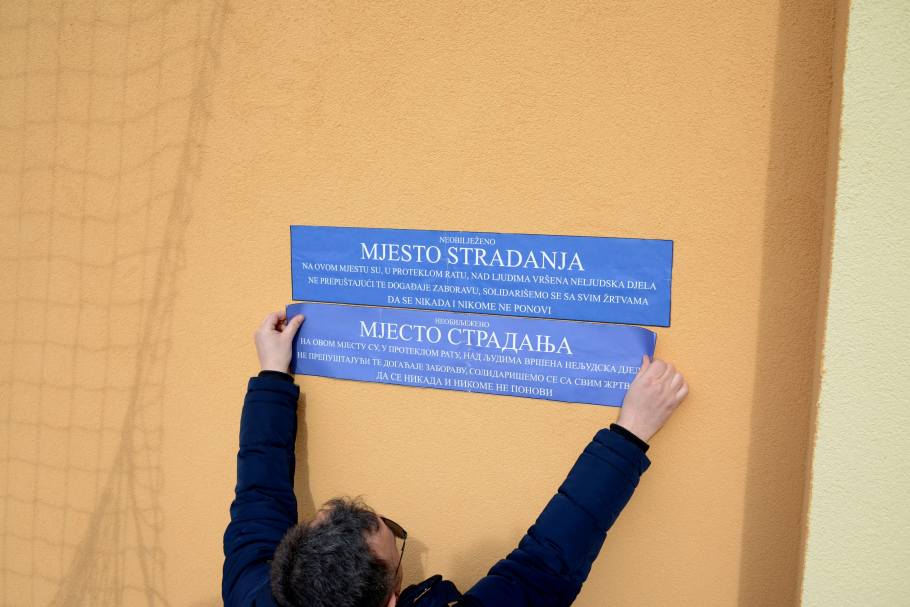 NEOBILJEŽENO
MJESTO STRADANJA
NA OVOM MJESTU SU, U PROTEKLOM RATU, NAD LJUDIMA VRŠENA NELJUDSKA DJELA
NE PREPUŠTAJUĆI TE DOGAĐAJE ZABORAVU, SOLIDARIŠEMO SE SA SVIM ŽRTVAMA
DA SE NIKADA I NIKOME NE PONOVI
НЕОБИЉЕЖЕНО
МЈЕСТО СТРАДАЊА
НА ОВОМ МЈЕСТУ СУ, У ПРОТЕКЛОМ РАТУ, НАД ЉУДИМА ВРШЕНА НЕЉУДСКА
НЕ ПРЕПУШТАЈУЋИ ТЕ ДОГАЂАЈЕ ЗАБОРАВУ, СОЛИДАРИШЕМО СЕ СА СВИМ
ДА СЕ НИКАДА И НИКОМЕ НЕ ПОНОВИ